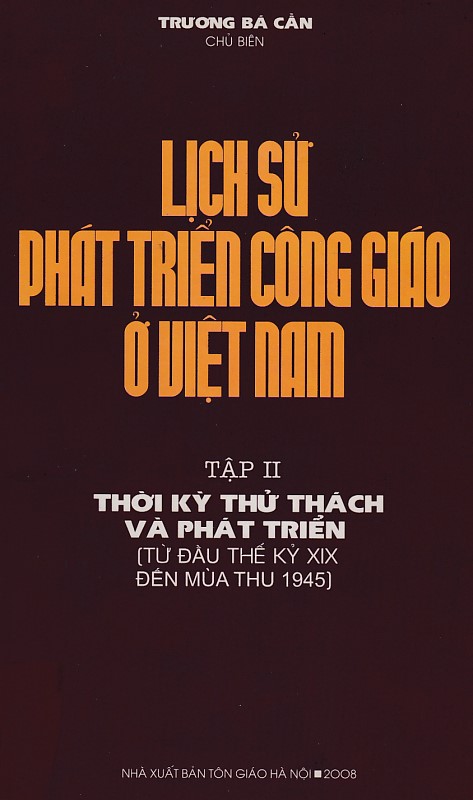 TRƯƠNG BÁ CẦN
CHỦ BIÊN
LỊCH SỬ
PHÁT TRIỂN CÔNG GIÁO
Ở VIỆT NAM
TẬP II
THỜI KỲ THỬ THÁCH
VÀ PHÁT TRIỂN
(TỪ ĐẦU THẾ KỶ XIX
ĐẾN MÙA THU 1945)
NHÀ XUẤT BẢN TÔN GIÁO HÀ NỘI ■ 2008